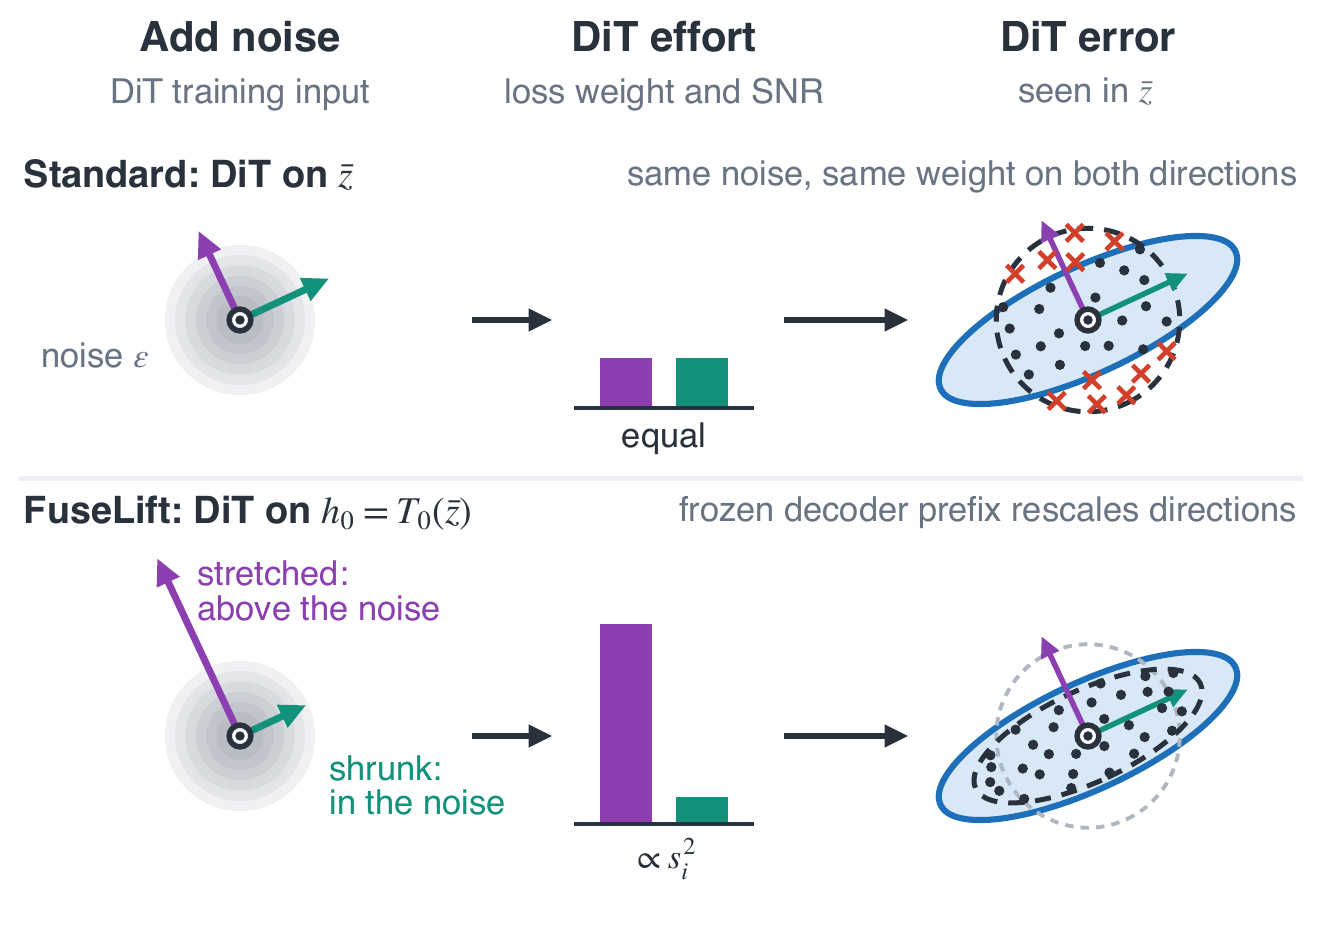 Add noise
DiT effort
DiT error
DiT training input
loss weight and SNR
seen in z̄
Standard: DiT on z̄
same noise, same weight on both directions
noise ε
equal
FuseLift: DiT on h₀ = T₀(z̄)
frozen decoder prefix rescales directions
stretched:
above the noise
shrunk:
in the noise
∝ sᵢ²